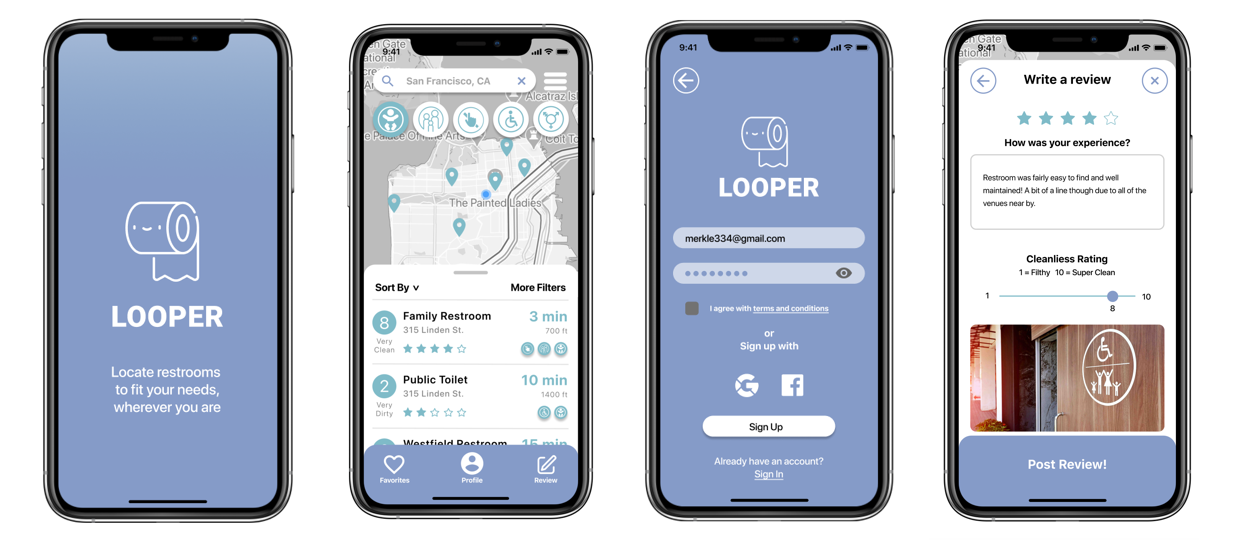 LOOPER
Locate restrooms
to fit your needs,
wherever you are
9:41
San Francisco, CA
Alcatraz Isl
e Palace Of Fine Arts
Coit To
The Painted Ladies
Sort By
More Filters
8
Family Restroom
3 min
315 Linden St.
700 ft
Very
Clean
2
Public Toilet
10 min
315 Linden St.
1400 ft
Very
Dirty
Westfield Restroom
15 min
Favorites
Profile
Review
9:41
LOOPER
merkle334@gmail.com
I agree with terms and conditions
or
Sign up with
G
f
Sign Up
Already have an account?
Sign In
9:41
Write a review
How was your experience?
Restroom was fairly easy to find and well
maintained! A bit of a line though due to all of the
venues near by.
Cleanliess Rating
1 = Filthy 10 = Super Clean
1
10
8
Post Review!